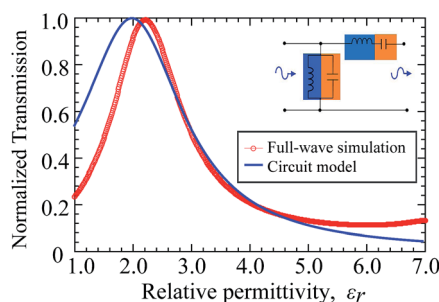 1.0
0.8
0.6
0.4
0.2
0
Normalized Transmission
Full-wave simulation
Circuit model
1.0 2.0 3.0 4.0 5.0 6.0 7.0
Relative permittivity, εr